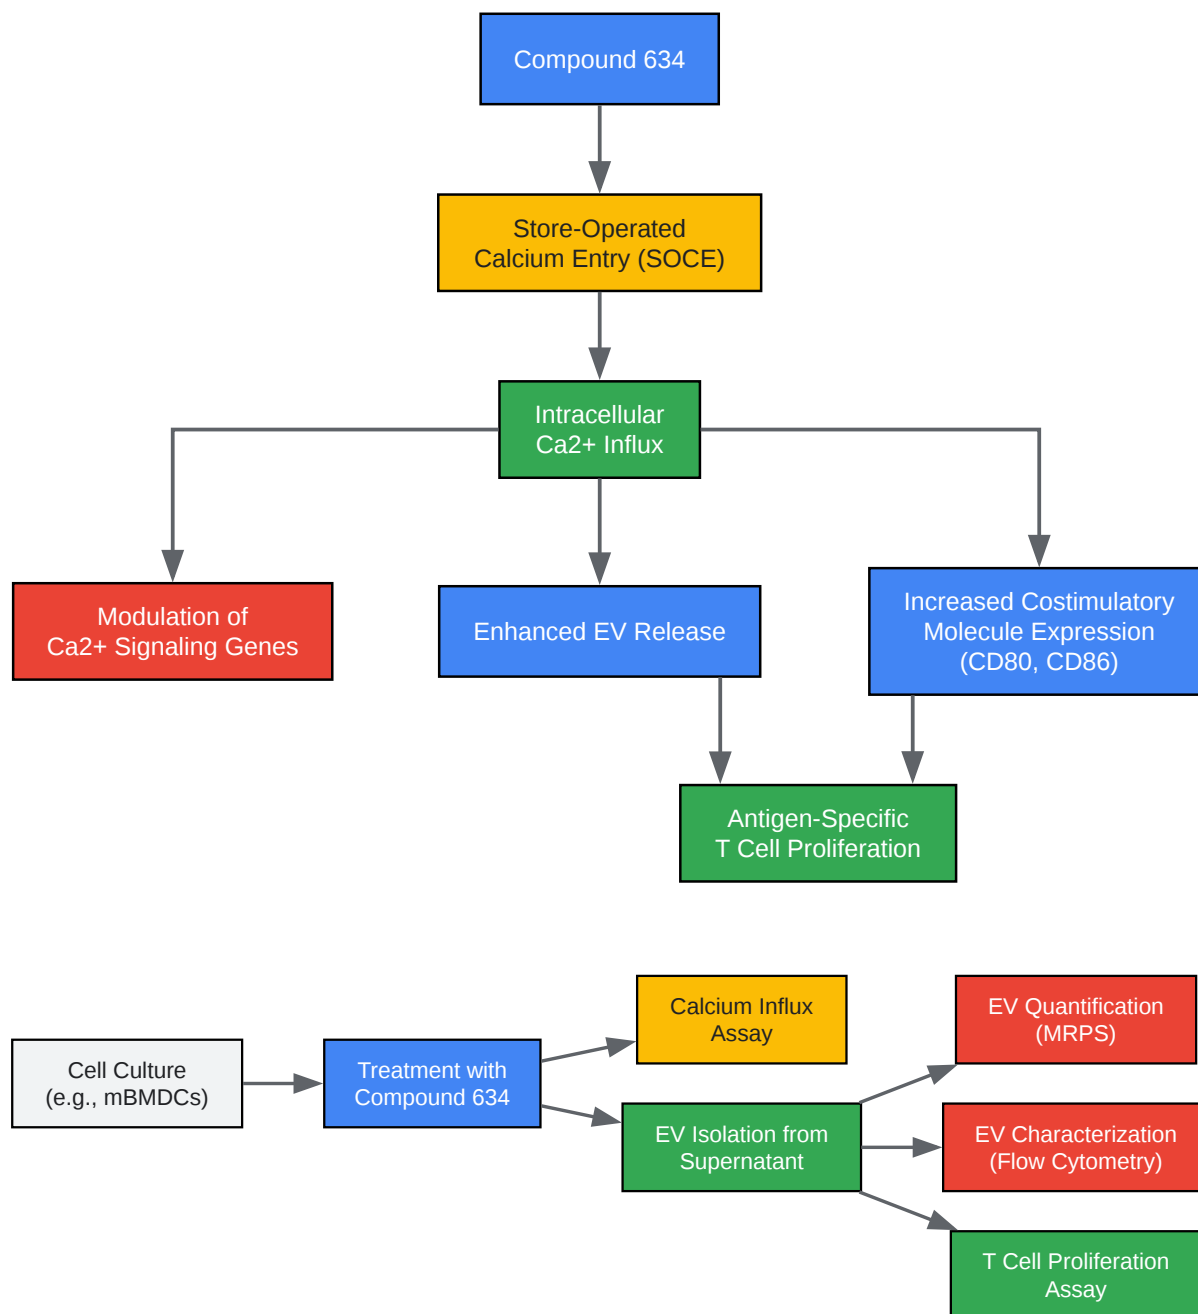 Compound 634
Store-Operated
Calcium Entry (SOCE)
Intracellular
Ca2+ Influx
Modulation of
Ca2+ Signaling Genes
Enhanced EV Release
Increased Costimulatory
Molecule Expression
(CD80, CD86)
Antigen-Specific
T Cell Proliferation
Cell Culture
(e.g., mBMDCs)
Treatment with
Compound 634
Calcium Influx
Assay
EV Isolation from
Supernatant
EV Quantification
(MRPS)
EV Characterization
(Flow Cytometry)
T Cell Proliferation
Assay